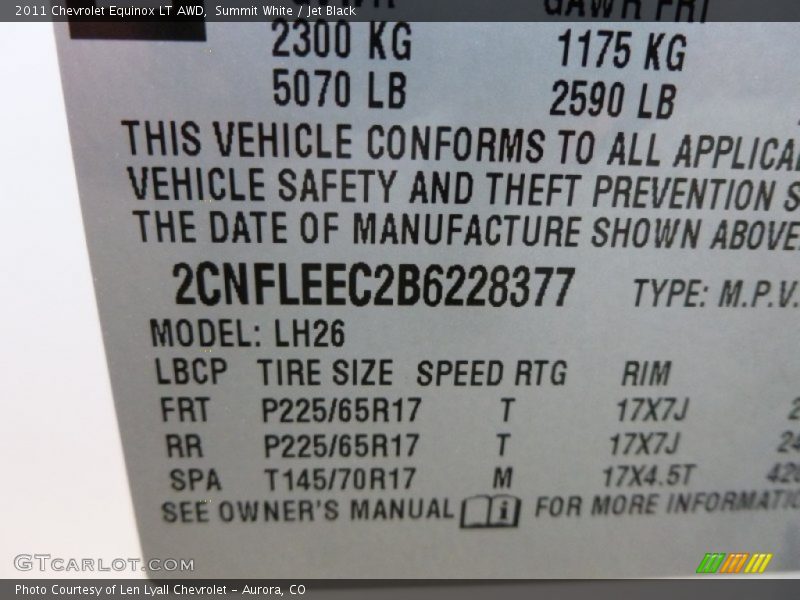 2011 Chevrolet Equinox LT AWD, Summit White / Jet Black
GAWR FRT
2300 KG 1175 KG
5070 LB 2590 LB
THIS VEHICLE CONFORMS TO ALL
VEHICLE SAFETY AND THEFT PREVENTION
THE DATE OF MANUFACTURE SHOWN ABOVE
2CNFLEEC2B6228377 TYPE: M.P.V.
MODEL: LH26
LBCP TIRE SIZE SPEED RTG RIM
FRT P225/65R17 T 17X7J
RR P225/65R17 T 17X7J
SPA T145/70R17 M 17X4.5T
SEE OWNER'S MANUAL i FOR MORE
GTcarlot.com
Photo Courtesy of Len Lyall Chevrolet – Aurora, CO